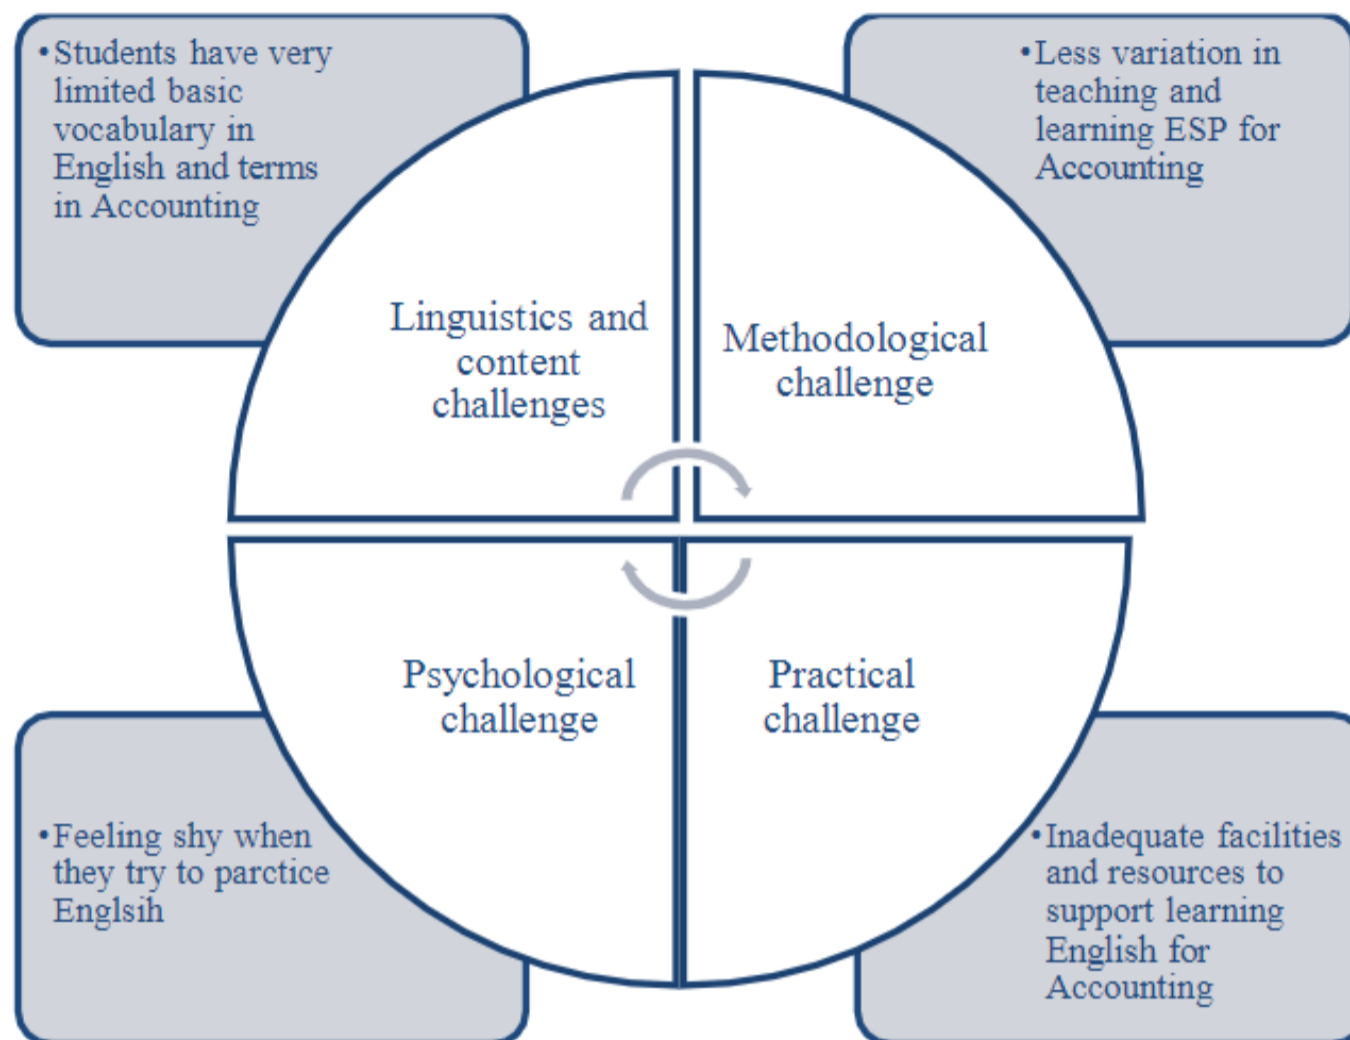 •Students have very
limited basic
vocabulary in
English and terms
in Accounting
•Less variation in
teaching and
learning ESP for
Accounting
Linguistics and
content
challenges
Methodological
challenge
Psychological
challenge
Practical
challenge
•Feeling shy when
they try to parctice
Englsih
•Inadequate facilities
and resources to
support learning
English for
Accounting